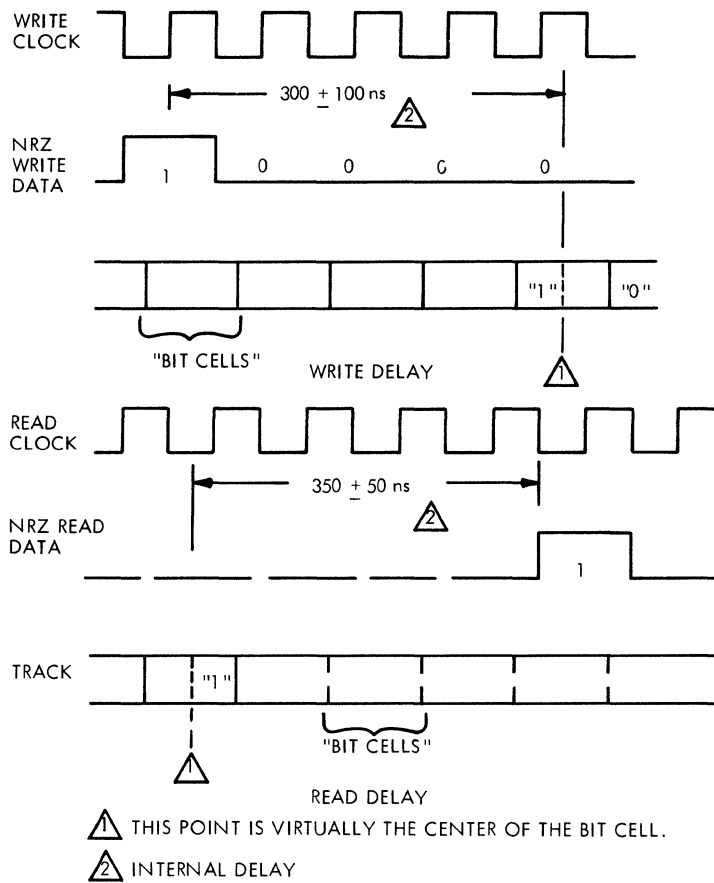 WRITE
CLOCK
300 ± 100 ns
2
NRZ
WRITE
DATA
1 0 0 0 0
"1" "0"
"BIT CELLS"
WRITE DELAY
1
READ
CLOCK
350 ± 50 ns
2
NRZ READ
DATA
1
TRACK
"1"
"BIT CELLS"
1
READ DELAY
1 THIS POINT IS VIRTUALLY THE CENTER OF THE BIT CELL.
2 INTERNAL DELAY